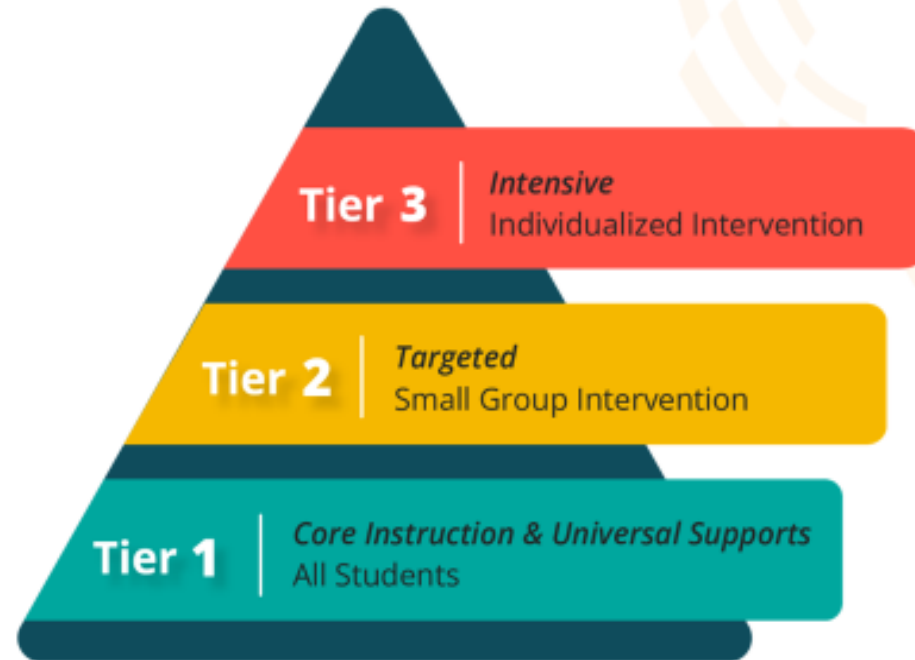 Tier 3
Intensive
Individualized Intervention
Tier 2
Targeted
Small Group Intervention
Tier 1
Core Instruction & Universal Supports
All Students